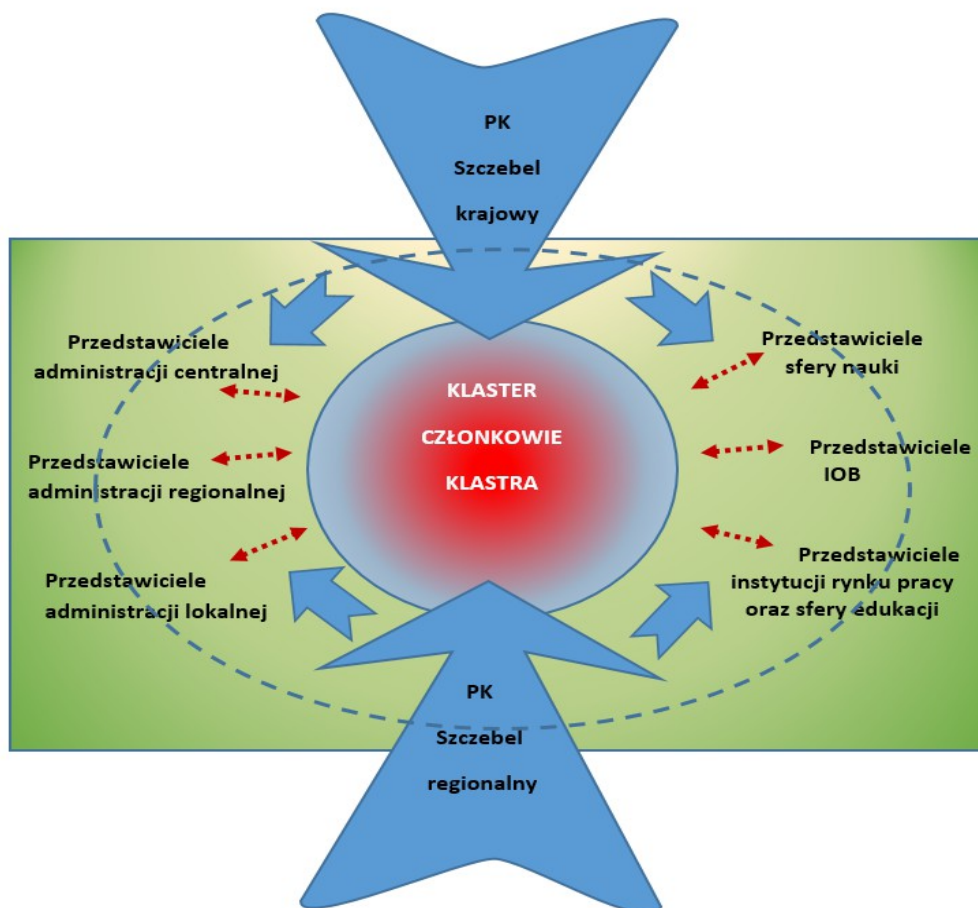 PK
Szczebel
krajowy
Przedstawiciele
administracji centralnej
Przedstawiciele
administracji regionalnej
Przedstawiciele
administracji lokalnej
KLASTER
CZŁONKOWIE
KLASTRA
Przedstawiciele
sfery nauki
Przedstawiciele
IOB
Przedstawiciele
instytucji rynku pracy
oraz sfery edukacji
PK
Szczebel
regionalny